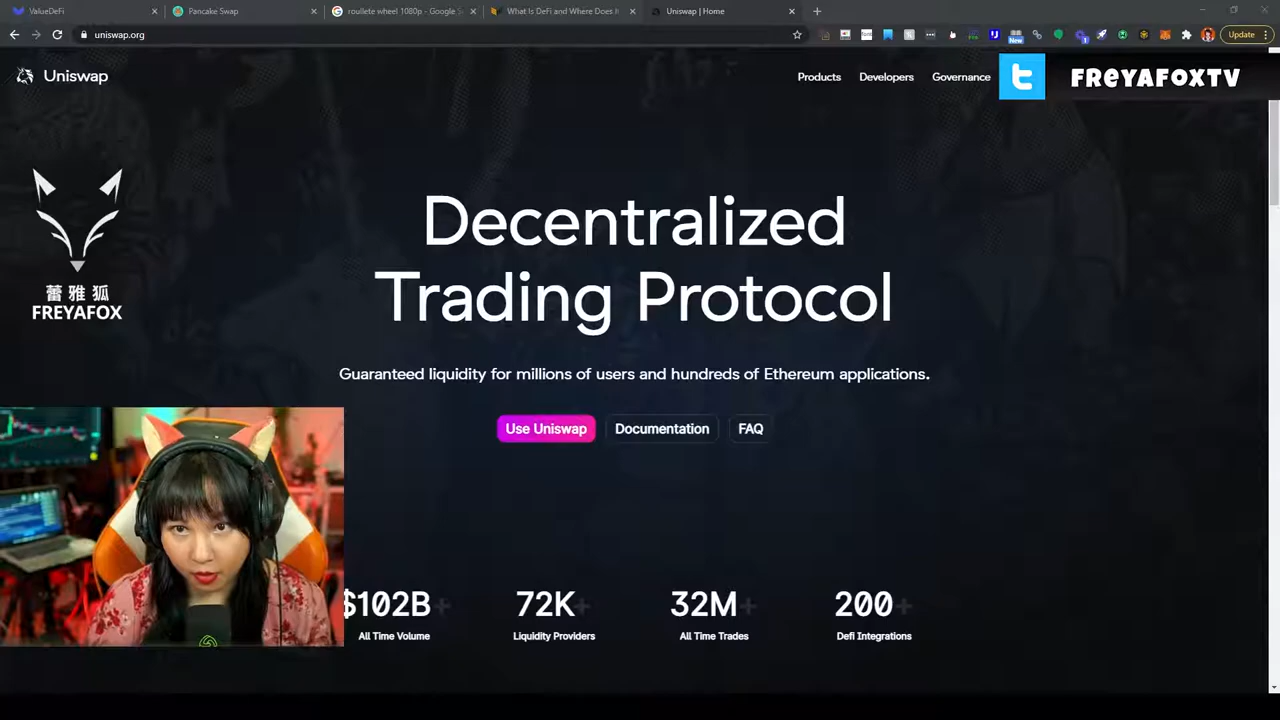 ValueDeFi
Pancake Swap
roullete wheel 1080p - Google S
What Is DeFi and Where Does It
Uniswap | Home
uniswap.org
New
1
Update
Uniswap
Products
Developers
Governance
FREYAFOXTV
Decentralized
Trading Protocol
蕾雅狐
FREYAFOX
Guaranteed liquidity for millions of users and hundreds of Ethereum applications.
Use Uniswap
Documentation
FAQ
$102B+
72K+
32M+
200+
All Time Volume
Liquidity Providers
All Time Trades
Defi Integrations